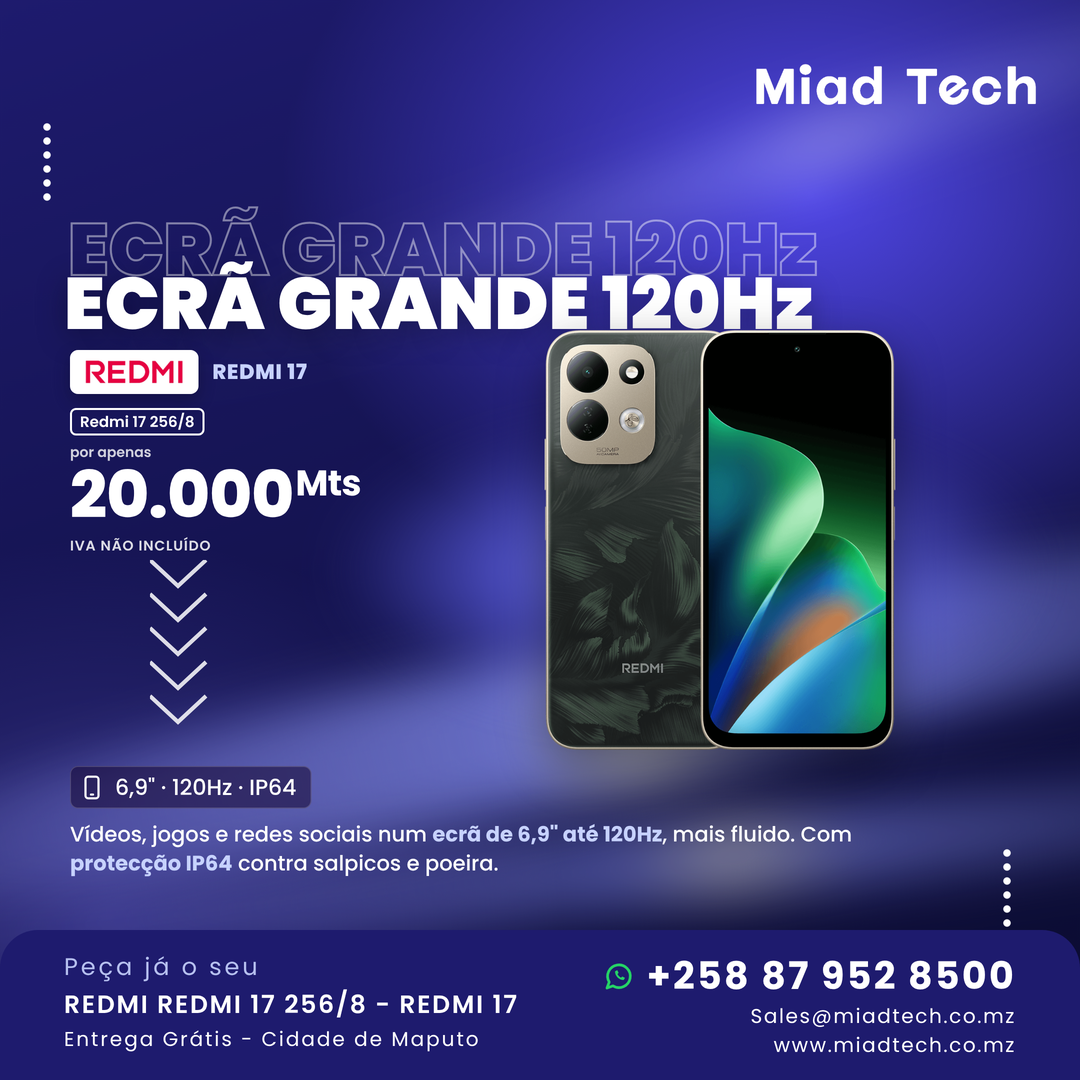 Miad Tech
ECRÃ GRANDE 120Hz
ECRÃ GRANDE 120Hz
REDMI REDMI 17
Redmi 17 256/8
por apenas
20.000Mts
IVA NÃO INCLUÍDO
50MP
REDMI
6,9" · 120Hz · IP64
Vídeos, jogos e redes sociais num ecrã de 6,9" até 120Hz, mais fluido. Com
protecção IP64 contra salpicos e poeira.
Peça já o seu
REDMI REDMI 17 256/8 - REDMI 17
Entrega Grátis - Cidade de Maputo
+258 87 952 8500
Sales@miadtech.co.mz
www.miadtech.co.mz